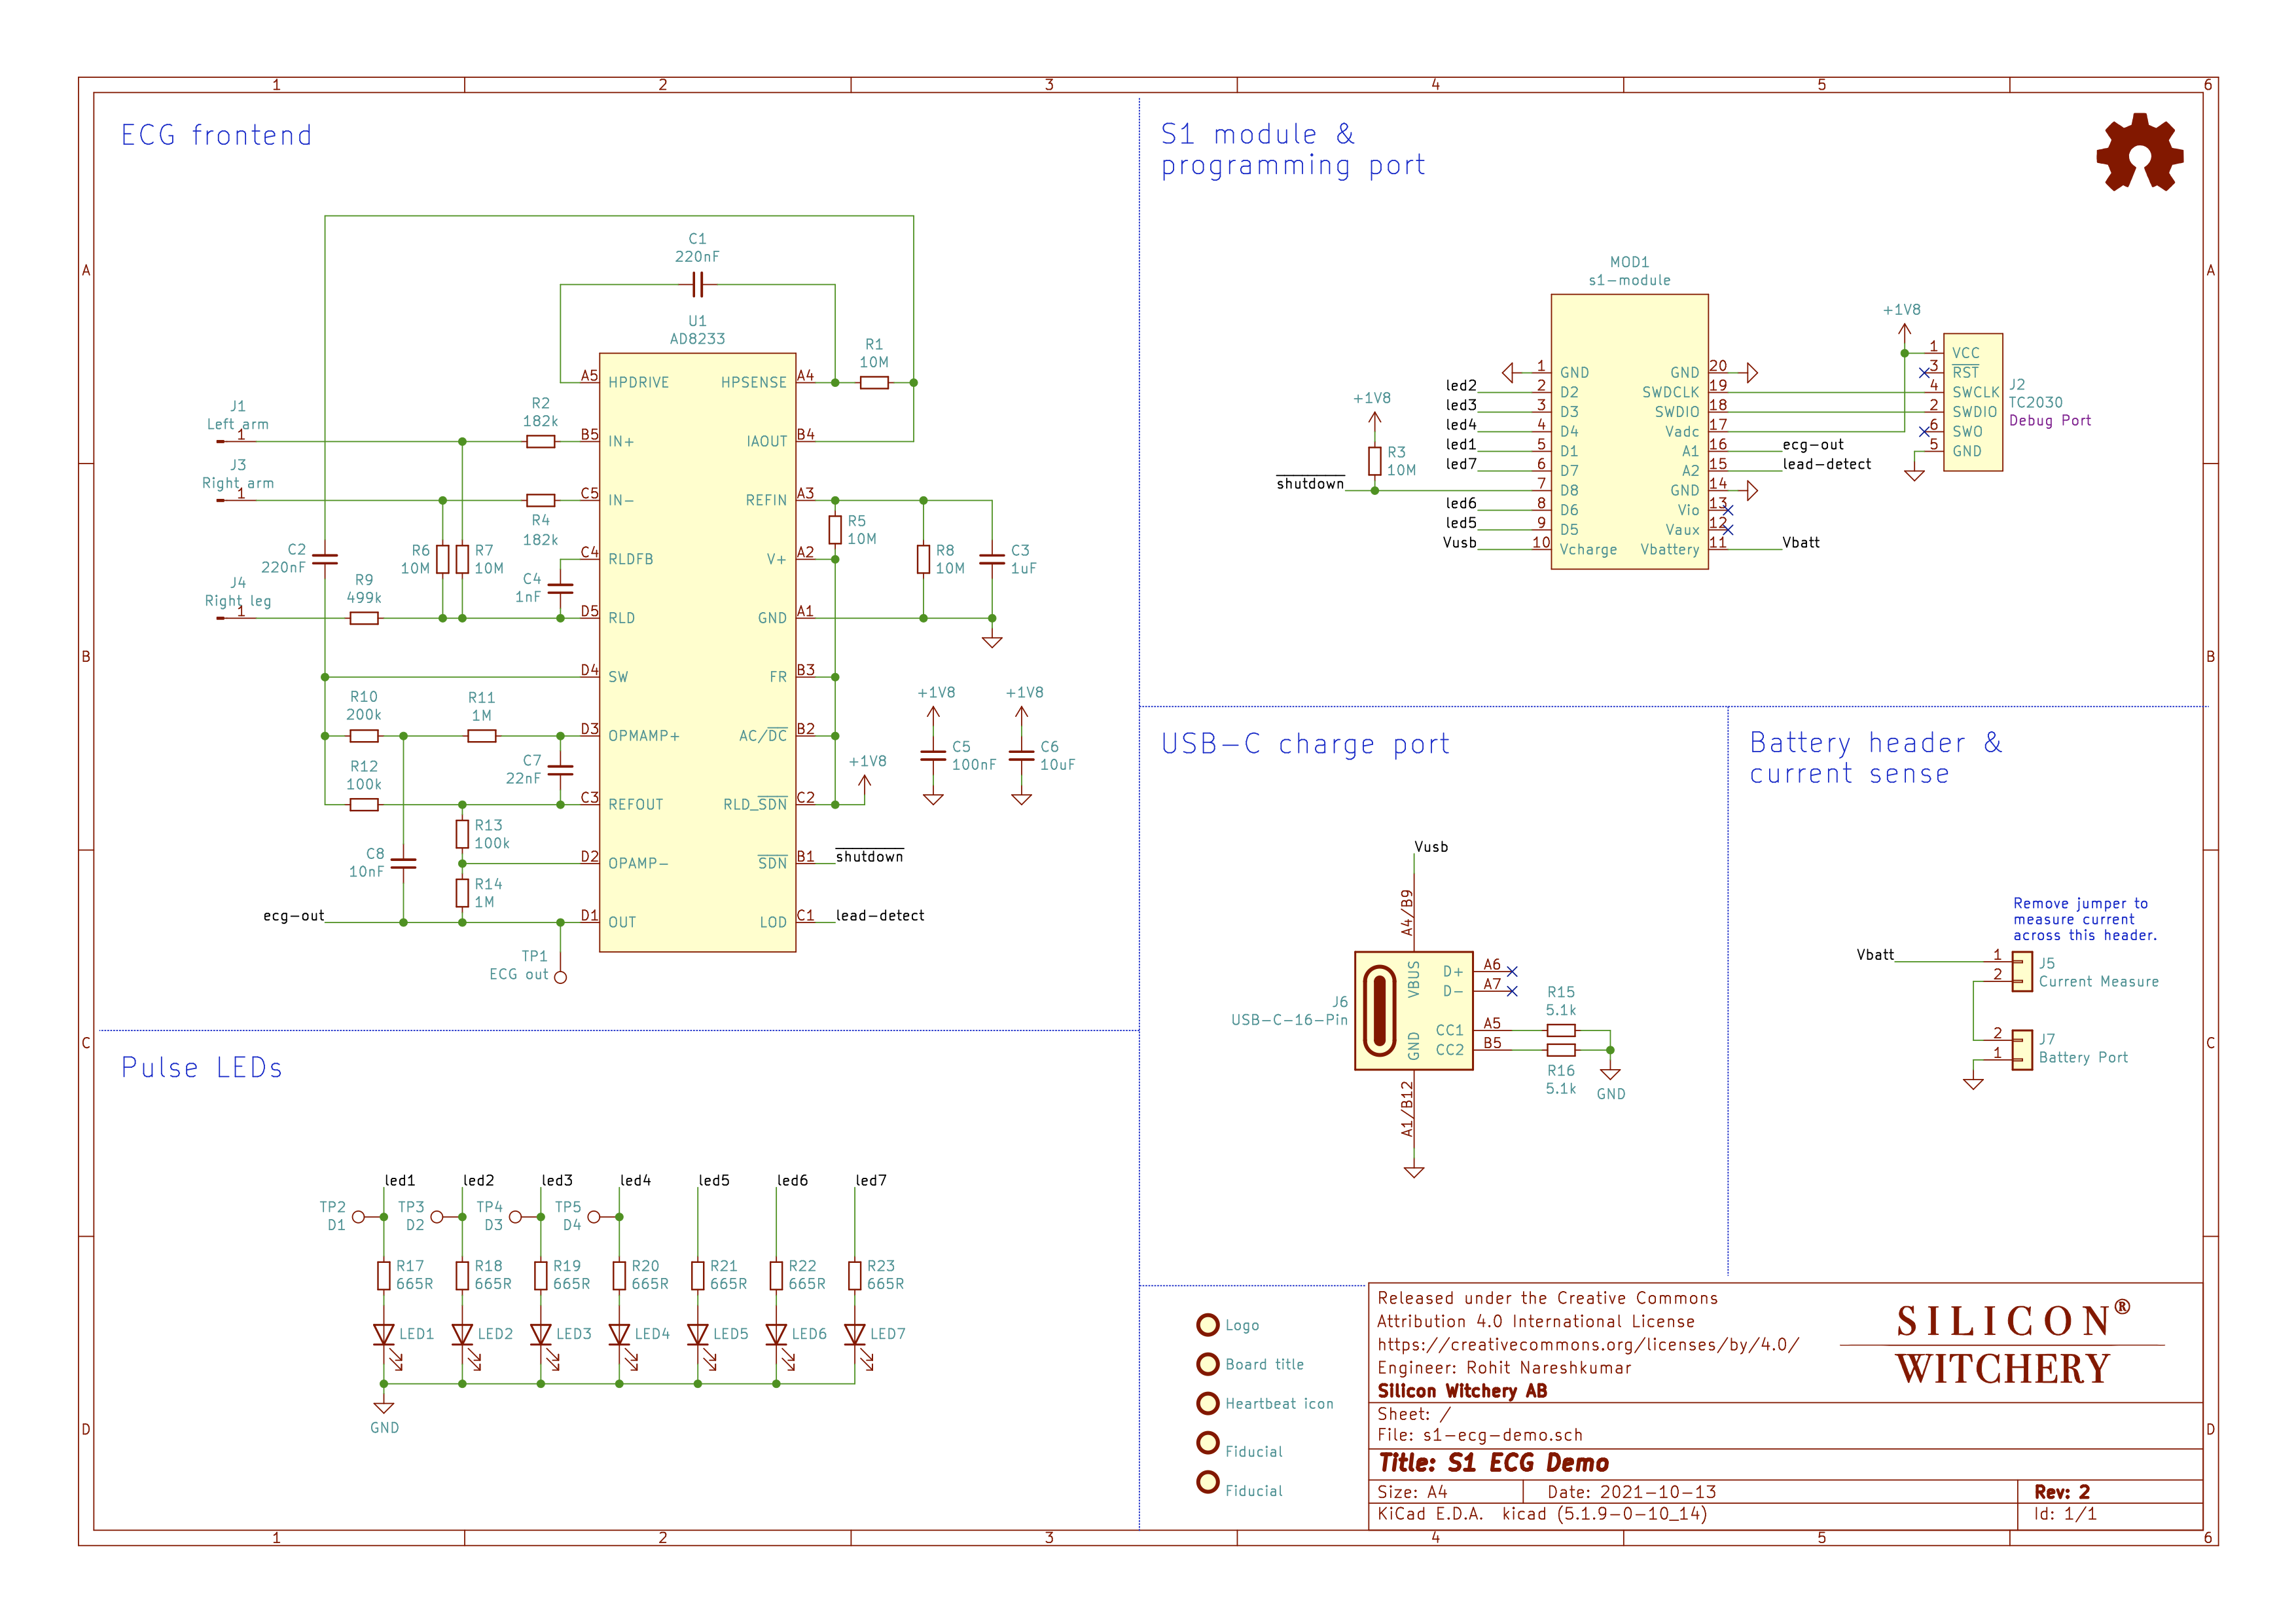 1 2 3 4 5 6
A
B
C
D
ECG frontend
C1
220nF
U1
AD8233
R1
10M
A5 HPDRIVE HPSENSE A4
J1
Left arm
1
R2
182k
B5 IN+ IAOUT B4
J3
Right arm
1
R4
182k
C5 IN- REFIN A3
R5
10M
C2
220nF
R6
10M
R7
10M
C4
1nF
C4 RLDFB V+ A2
R8
10M
C3
1uF
J4
Right leg
1
R9
499k
D5 RLD GND A1
D4 SW FR B3
R10
200k
R11
1M
D3 OPMAMP+ AC/DC B2
+1V8
C5
100nF
+1V8
C6
10uF
R12
100k
C7
22nF
+1V8
C3 REFOUT RLD_SDN C2
R13
100k
C8
10nF
D2 OPAMP- SDN B1 shutdown
R14
1M
ecg-out
D1 OUT LOD C1 lead-detect
TP1
ECG out
Pulse LEDs
led1 led2 led3 led4 led5 led6 led7
TP2
D1
TP3
D2
TP4
D3
TP5
D4
R17
665R
R18
665R
R19
665R
R20
665R
R21
665R
R22
665R
R23
665R
LED1 LED2 LED3 LED4 LED5 LED6 LED7
GND
S1 module &
programming port
MOD1
s1-module
+1V8
R3
10M
shutdown
1 GND GND 20
led2 2 D2 SWDCLK 19
led3 3 D3 SWDIO 18
led4 4 D4 Vadc 17
led1 5 D1 A1 16 ecg-out
led7 6 D7 A2 15 lead-detect
7 D8 GND 14
led6 8 D6 Vio 13
led5 9 D5 Vaux 12
Vusb 10 Vcharge Vbattery 11 Vbatt
+1V8
1 VCC
3 RST
4 SWCLK
2 SWDIO
6 SWO
5 GND
J2
TC2030
Debug Port
USB-C charge port
Vusb
A4/B9
VBUS
D+ A6
D- A7
J6
USB-C-16-Pin
GND
CC1 A5
CC2 B5
A1/B12
R15
5.1k
R16
5.1k
GND
Battery header &
current sense
Remove jumper to
measure current
across this header.
Vbatt
1
2
J5
Current Measure
2
1
J7
Battery Port
Logo
Board title
Heartbeat icon
Fiducial
Fiducial
Released under the Creative Commons
Attribution 4.0 International License
https://creativecommons.org/licenses/by/4.0/
Engineer: Rohit Nareshkumar
Silicon Witchery AB
SILICON®
WITCHERY
Sheet: /
File: s1-ecg-demo.sch
Title: S1 ECG Demo
Size: A4 Date: 2021-10-13 Rev: 2
KiCad E.D.A. kicad (5.1.9-0-10_14) Id: 1/1
A
B
C
D
1 2 3 4 5 6